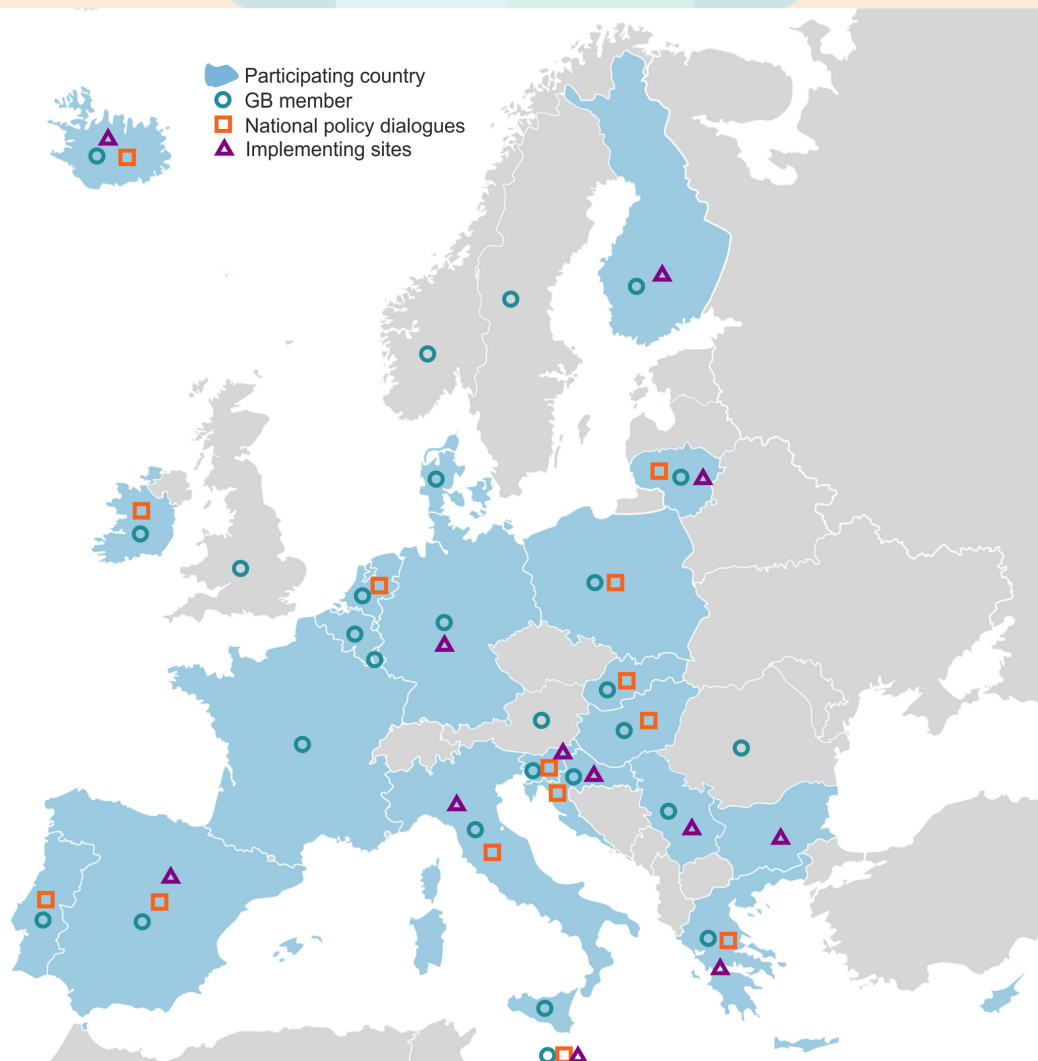 Participating country
GB member
National policy dialogues
Implementing sites